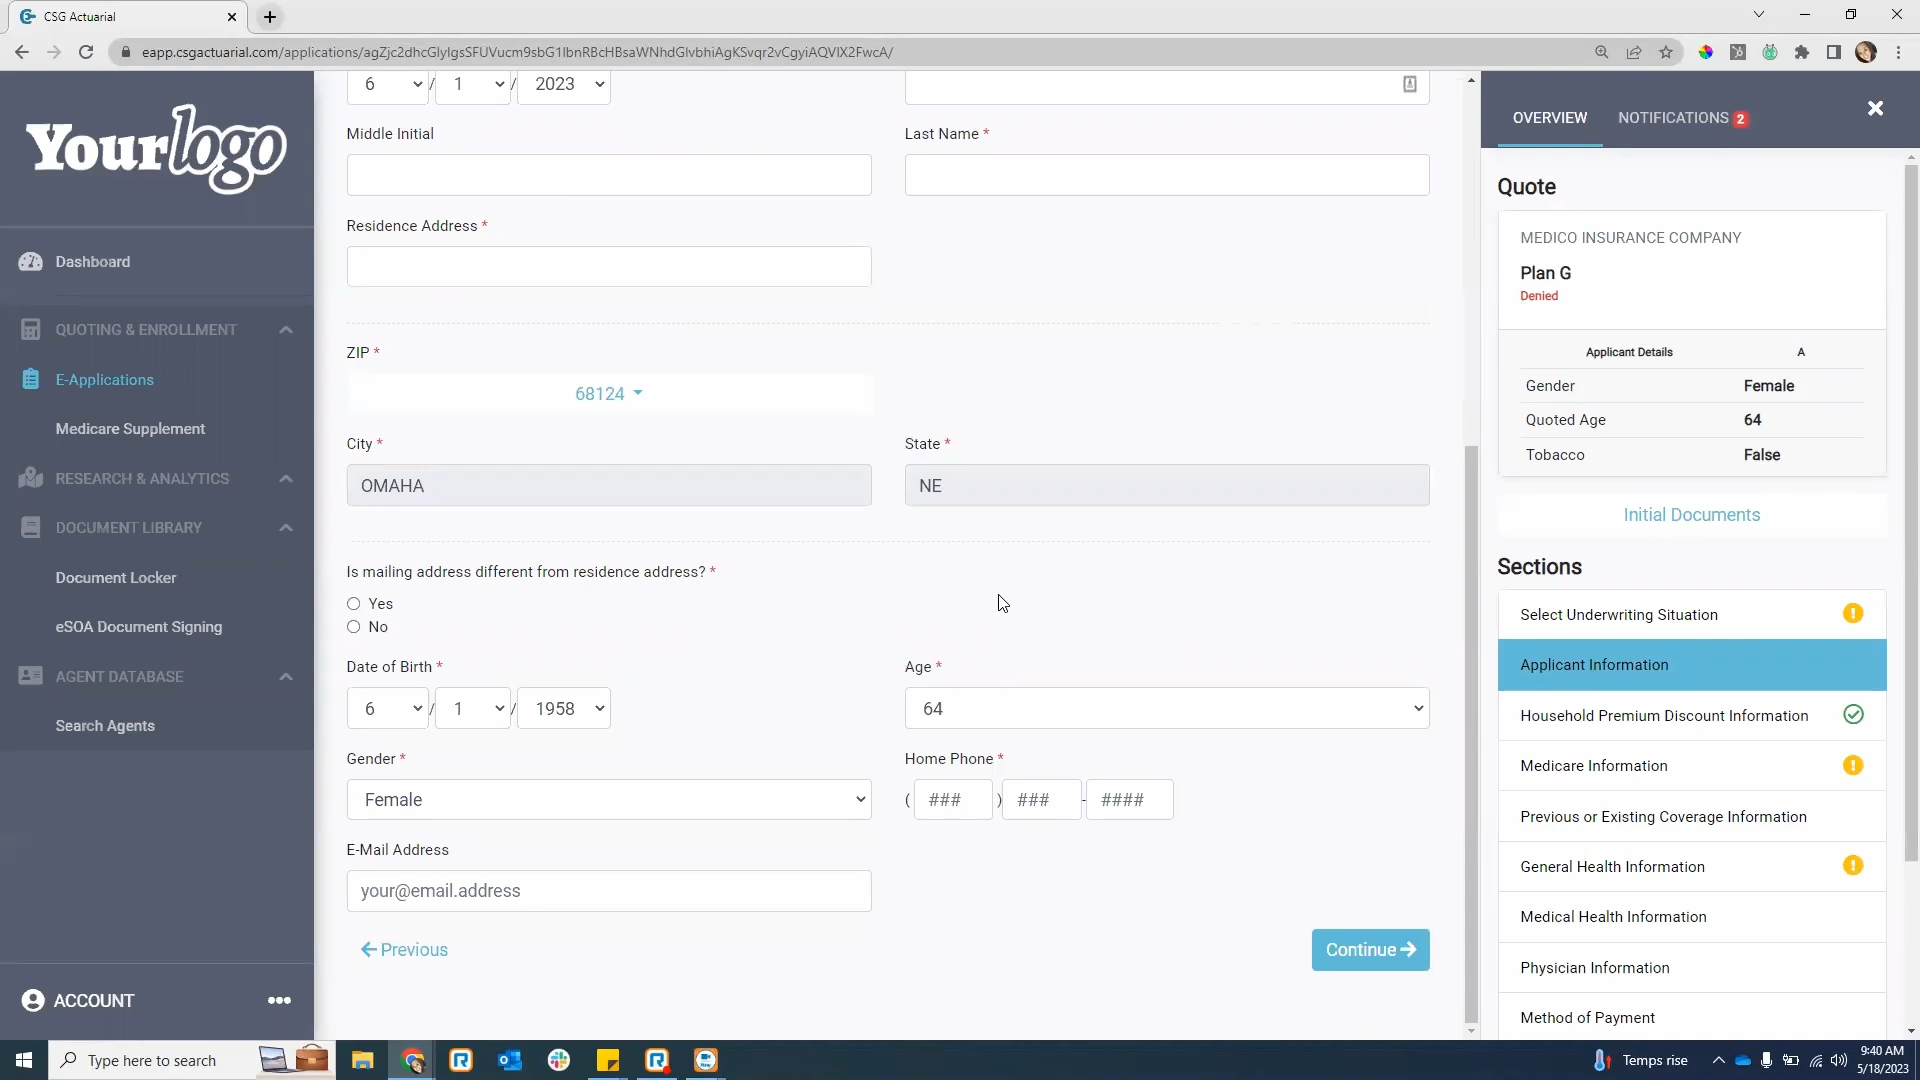 CSG Actuarial
eapp.csgactuarial.com/applications/agZjc2dhcGlyIgsSFUVucm9sbG1lbnRBcHBsaWNhdGlvbhiAgKSvqr2vCgyiAQVIX2FwcA/
Yourlogo
Dashboard
QUOTING & ENROLLMENT
E-Applications
Medicare Supplement
RESEARCH & ANALYTICS
DOCUMENT LIBRARY
Document Locker
eSOA Document Signing
AGENT DATABASE
Search Agents
ACCOUNT
6 / 1 / 2023
Middle Initial
Last Name *
Residence Address *
ZIP *
68124
City *
State *
OMAHA
NE
Is mailing address different from residence address? *
Yes
No
Date of Birth *
Age *
6 / 1 / 1958
64
Gender *
Home Phone *
Female
( ### ) ### - ####
E-Mail Address
your@email.address
Previous
Continue
OVERVIEW
NOTIFICATIONS 2
Quote
MEDICO INSURANCE COMPANY
Plan G
Denied
Applicant Details A
Gender Female
Quoted Age 64
Tobacco False
Initial Documents
Sections
Select Underwriting Situation
Applicant Information
Household Premium Discount Information
Medicare Information
Previous or Existing Coverage Information
General Health Information
Medical Health Information
Physician Information
Method of Payment
Type here to search
Temps rise
9:40 AM
5/18/2023